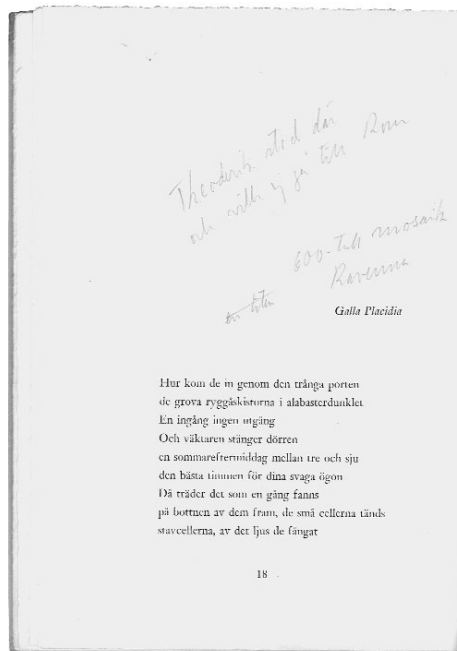 Theoderik stod där
och ville ej gå till Rom
600-tal mosaik
Ravenna
Galla Placidia
Hur kom de in genom den trånga porten
de grova ryggåskistorna i alabasterdunklet
En ingång ingen utgång
Och väktaren stänger dörren
en sommareftermiddag mellan tre och sju
den bästa timmen för dina svaga ögon
Då träder det som en gång fanns
på bottnen av dem fram, de små cellerna tänds
stavcellerna, av det ljus de fångat
18